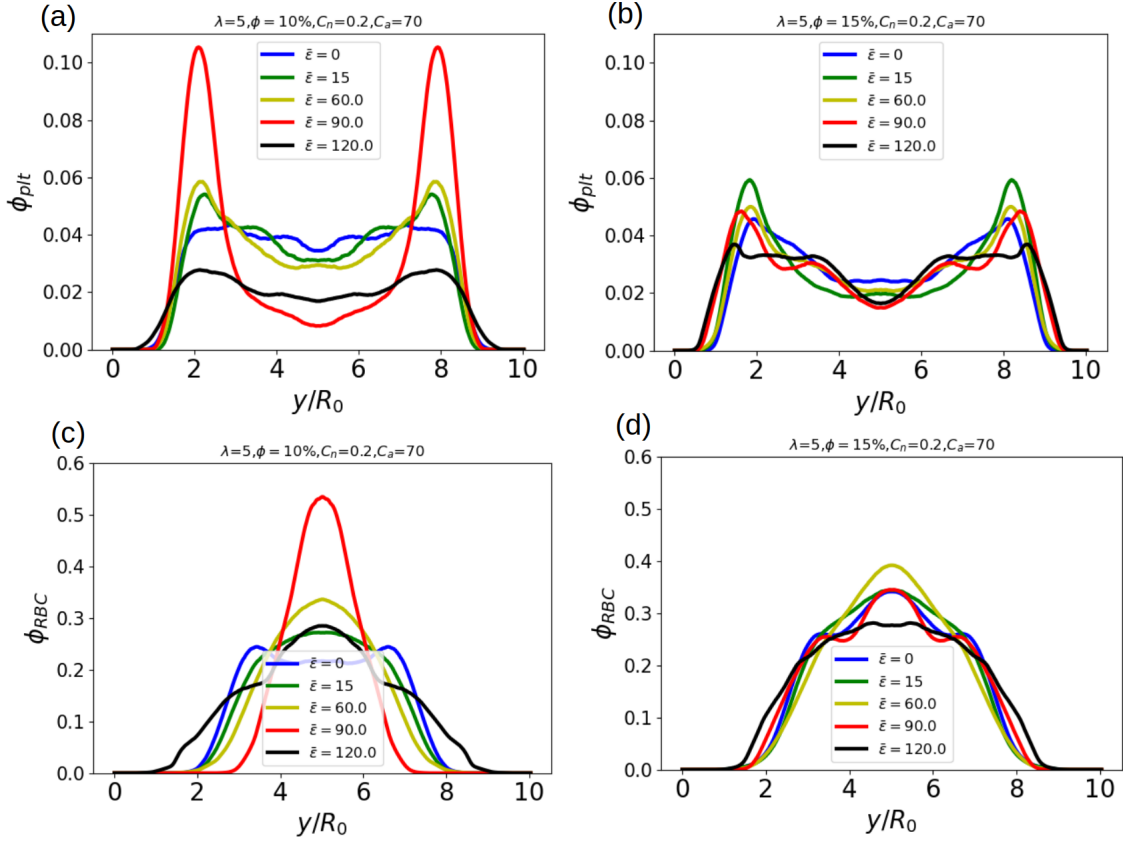 (a)
λ=5,ϕ = 10%,Cₙ=0.2,Cₐ=70
ε̄ = 0
ε̄ = 15
ε̄ = 60.0
ε̄ = 90.0
ε̄ = 120.0
0.10
0.08
0.06
0.04
0.02
0.00
ϕ_plt
0 2 4 6 8 10
y/R₀
(b)
λ=5,ϕ = 15%,Cₙ=0.2,Cₐ=70
ε̄ = 0
ε̄ = 15
ε̄ = 60.0
ε̄ = 90.0
ε̄ = 120.0
0.10
0.08
0.06
0.04
0.02
0.00
ϕ_plt
0 2 4 6 8 10
y/R₀
(c)
λ=5,ϕ = 10%,Cₙ=0.2,Cₐ=70
0.6
0.5
0.4
0.3
0.2
0.1
0.0
ϕ_RBC
ε̄ = 0
ε̄ = 15
ε̄ = 60.0
ε̄ = 90.0
ε̄ = 120.0
0 2 4 6 8 10
y/R₀
(d)
λ=5,ϕ = 15%,Cₙ=0.2,Cₐ=70
0.6
0.5
0.4
0.3
0.2
0.1
0.0
ϕ_RBC
ε̄ = 0
ε̄ = 15
ε̄ = 60.0
ε̄ = 90.0
ε̄ = 120.0
0 2 4 6 8 10
y/R₀